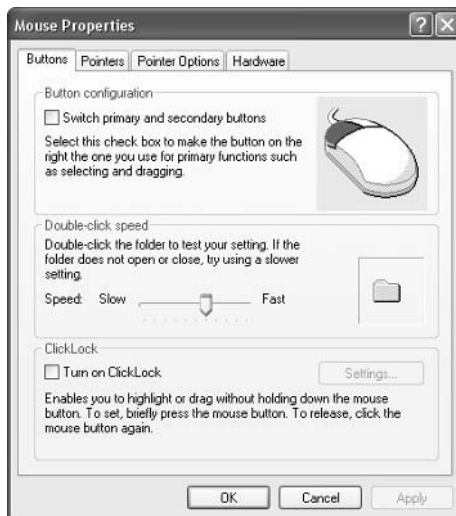 Mouse Properties
Buttons Pointers Pointer Options Hardware
Button configuration
Switch primary and secondary buttons
Select this check box to make the button on the
right the one you use for primary functions such
as selecting and dragging.
Double-click speed
Double-click the folder to test your setting. If the
folder does not open or close, try using a slower
setting.
Speed: Slow Fast
ClickLock
Turn on ClickLock Settings...
Enables you to highlight or drag without holding down the mouse
button. To set, briefly press the mouse button. To release, click the
mouse button again.
OK Cancel Apply